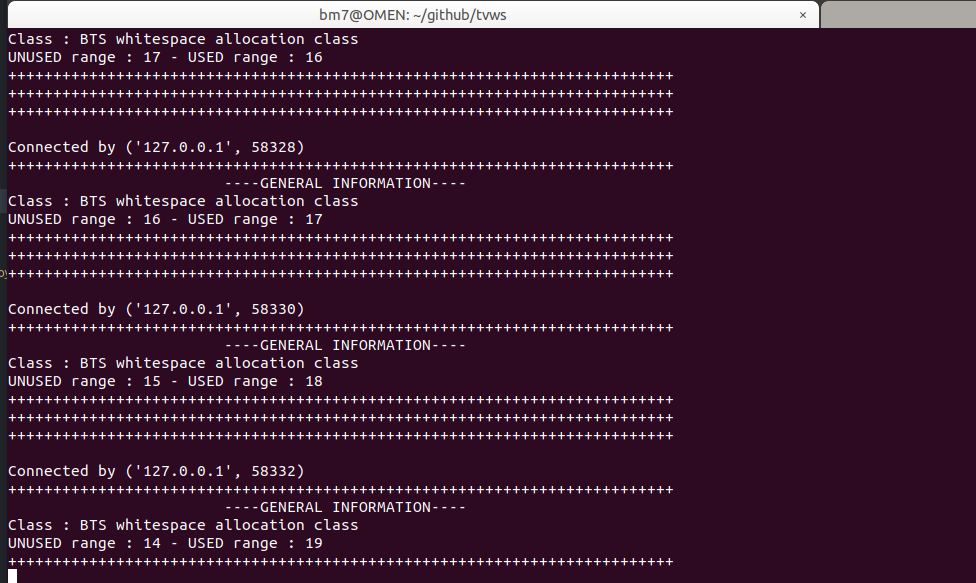 bm7@OMEN: ~/github/tvws ×
Class : BTS whitespace allocation class
UNUSED range : 17 - USED range : 16
++++++++++++++++++++++++++++++++++++++++++++++++++++++++++++++++++++++++++
++++++++++++++++++++++++++++++++++++++++++++++++++++++++++++++++++++++++++
++++++++++++++++++++++++++++++++++++++++++++++++++++++++++++++++++++++++++
Connected by ('127.0.0.1', 58328)
++++++++++++++++++++++++++++++++++++++++++++++++++++++++++++++++++++++++++
----GENERAL INFORMATION----
Class : BTS whitespace allocation class
UNUSED range : 16 - USED range : 17
++++++++++++++++++++++++++++++++++++++++++++++++++++++++++++++++++++++++++
++++++++++++++++++++++++++++++++++++++++++++++++++++++++++++++++++++++++++
++++++++++++++++++++++++++++++++++++++++++++++++++++++++++++++++++++++++++
Connected by ('127.0.0.1', 58330)
++++++++++++++++++++++++++++++++++++++++++++++++++++++++++++++++++++++++++
----GENERAL INFORMATION----
Class : BTS whitespace allocation class
UNUSED range : 15 - USED range : 18
++++++++++++++++++++++++++++++++++++++++++++++++++++++++++++++++++++++++++
++++++++++++++++++++++++++++++++++++++++++++++++++++++++++++++++++++++++++
++++++++++++++++++++++++++++++++++++++++++++++++++++++++++++++++++++++++++
Connected by ('127.0.0.1', 58332)
++++++++++++++++++++++++++++++++++++++++++++++++++++++++++++++++++++++++++
----GENERAL INFORMATION----
Class : BTS whitespace allocation class
UNUSED range : 14 - USED range : 19
++++++++++++++++++++++++++++++++++++++++++++++++++++++++++++++++++++++++++